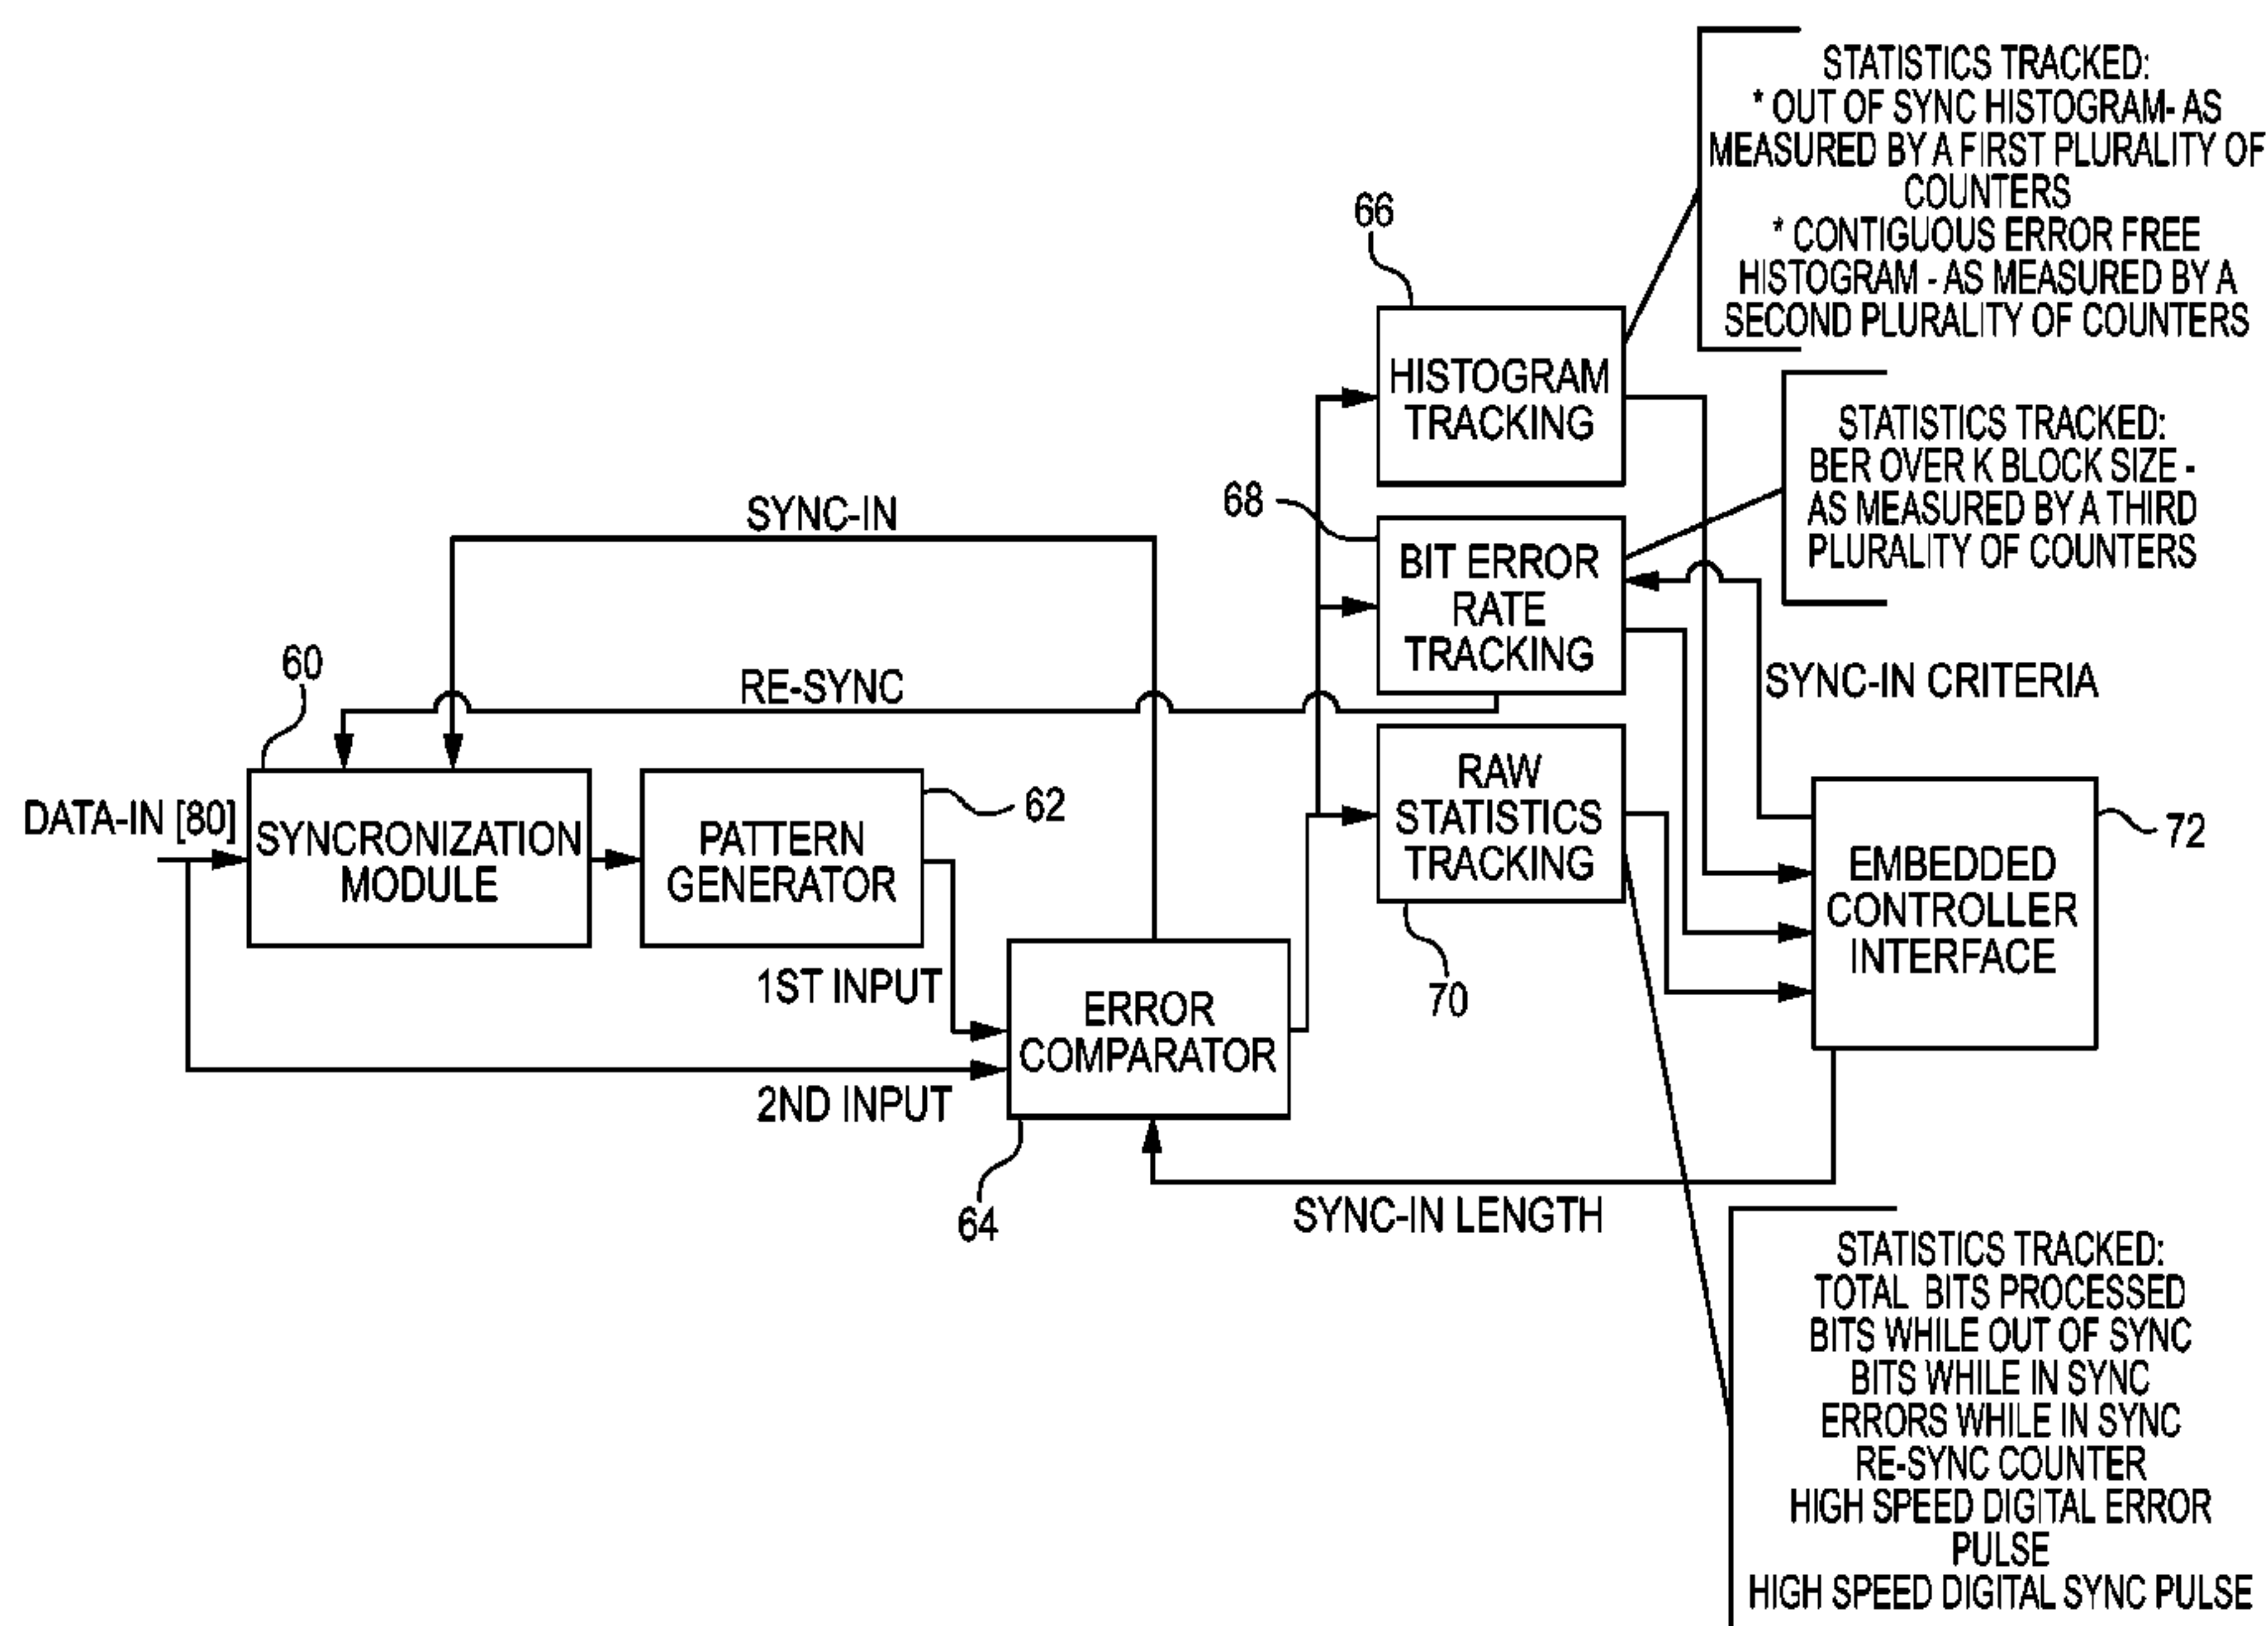 STATISTICS TRACKED:
* OUT OF SYNC HISTOGRAM- AS
MEASURED BY A FIRST PLURALITY OF
COUNTERS
* CONTIGUOUS ERROR FREE
HISTOGRAM - AS MEASURED BY A
SECOND PLURALITY OF COUNTERS
66
HISTOGRAM
TRACKING
STATISTICS TRACKED:
BER OVER K BLOCK SIZE -
AS MEASURED BY A THIRD
PLURALITY OF COUNTERS
68
BIT ERROR
RATE
TRACKING
SYNC-IN
RE-SYNC
SYNC-IN CRITERIA
60
DATA-IN [80]
SYNCRONIZATION
MODULE
PATTERN
GENERATOR
62
RAW
STATISTICS
TRACKING
70
EMBEDDED
CONTROLLER
INTERFACE
72
1ST INPUT
2ND INPUT
ERROR
COMPARATOR
64
SYNC-IN LENGTH
STATISTICS TRACKED:
TOTAL BITS PROCESSED
BITS WHILE OUT OF SYNC
BITS WHILE IN SYNC
ERRORS WHILE IN SYNC
RE-SYNC COUNTER
HIGH SPEED DIGITAL ERROR
PULSE
HIGH SPEED DIGITAL SYNC PULSE